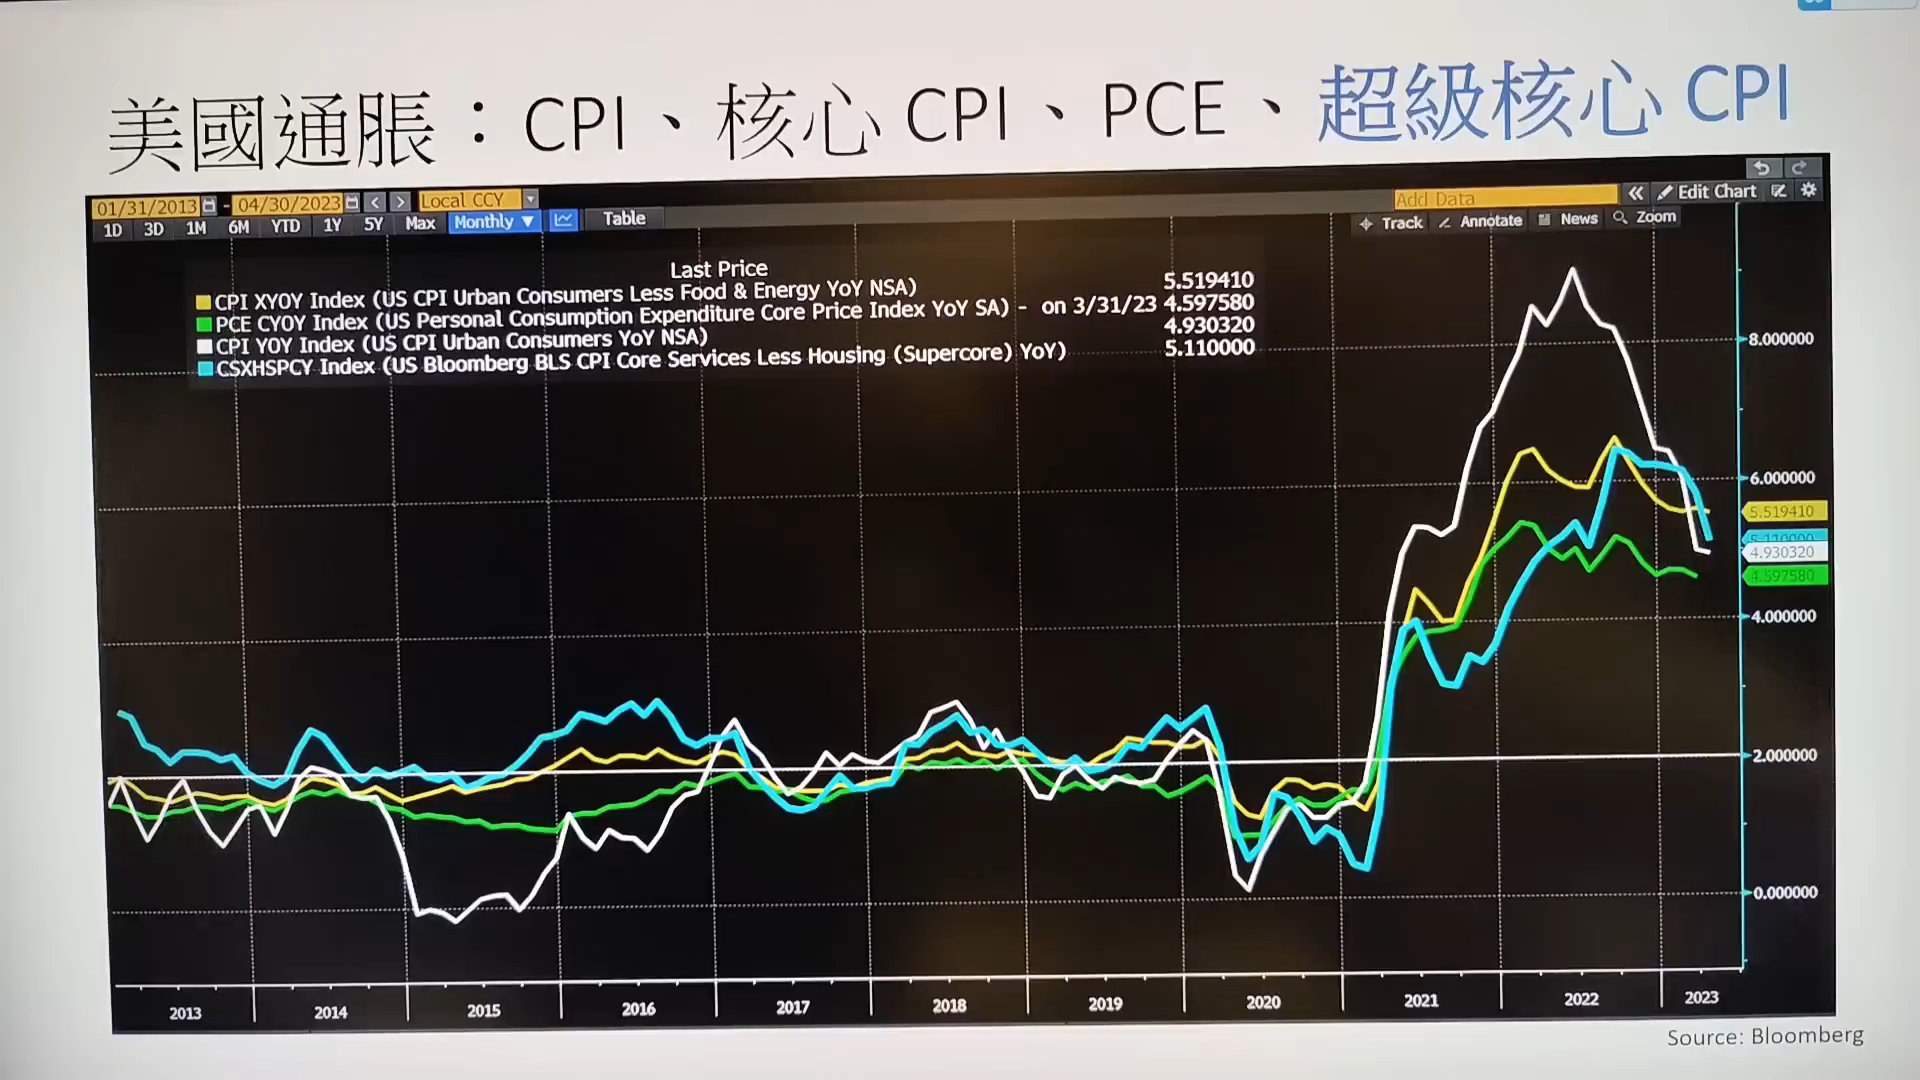 美國通脹：CPI、核心 CPI、PCE、超級核心 CPI
01/31/2013 - 04/30/2023 < > Local CCY Add Data « Edit Chart
1D 3D 1M 6M YTD 1Y 5Y Max Monthly ▼ Table Track Annotate News Zoom
Last Price
CPI XYOY Index (US CPI Urban Consumers Less Food & Energy YoY NSA) 5.519410
PCE CYOY Index (US Personal Consumption Expenditure Core Price Index YoY SA) - on 3/31/23 4.597580
CPI YOY Index (US CPI Urban Consumers YoY NSA) 4.930320
CSXHSPCY Index (US Bloomberg BLS CPI Core Services Less Housing (Supercore) YoY) 5.110000
8.000000
6.000000
5.519410
5.110000
4.930320
4.597580
4.000000
2.000000
0.000000
2013 2014 2015 2016 2017 2018 2019 2020 2021 2022 2023
Source: Bloomberg